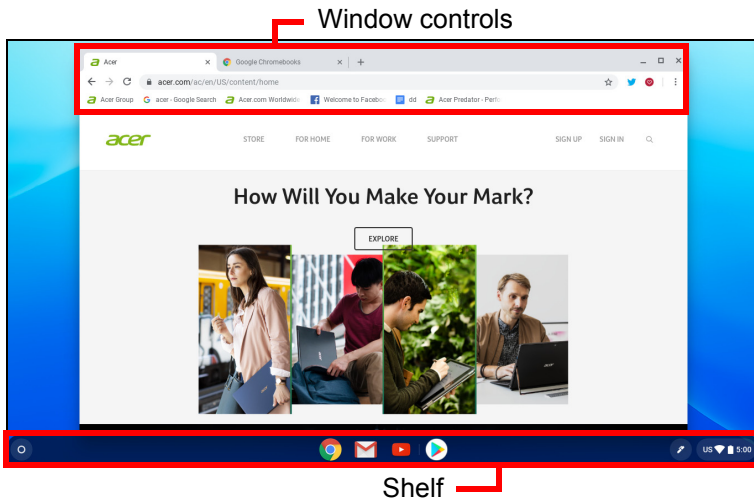 Window controls
Acer
Google Chromebooks
acer.com/ac/en/US/content/home
Acer Group acer - Google Search Acer.com Worldwide Welcome to Faceboo dd Acer Predator - Perf
acer STORE FOR HOME FOR WORK SUPPORT SIGN UP SIGN IN
How Will You Make Your Mark?
EXPLORE
US 5:00
Shelf